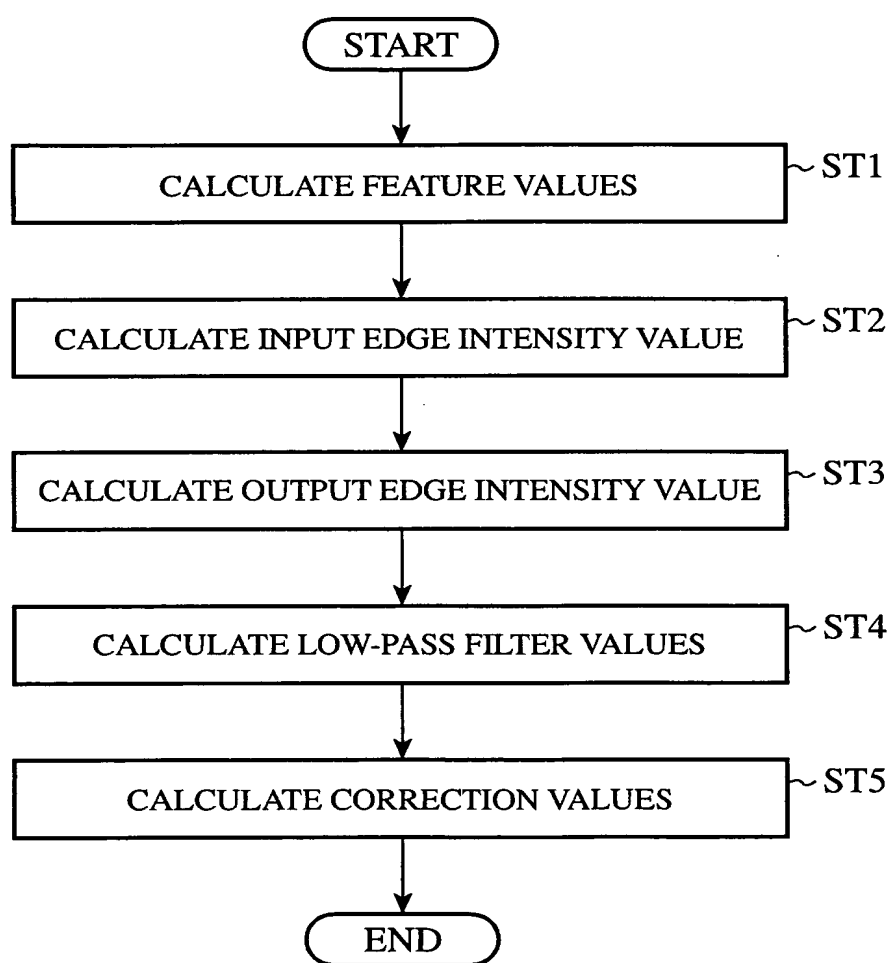 START
CALCULATE FEATURE VALUES
ST1
CALCULATE INPUT EDGE INTENSITY VALUE
ST2
CALCULATE OUTPUT EDGE INTENSITY VALUE
ST3
CALCULATE LOW-PASS FILTER VALUES
ST4
CALCULATE CORRECTION VALUES
ST5
END